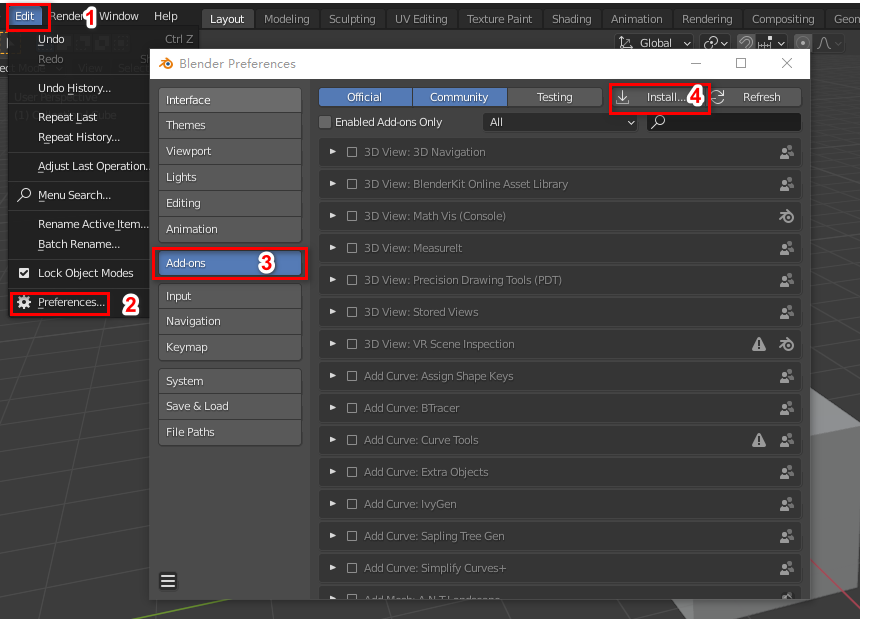 Edit Render 1 Window Help Layout Modeling Sculpting UV Editing Texture Paint Shading Animation Rendering Compositing Geon
Undo Ctrl Z
Global
Redo
Undo History...
Repeat Last
Repeat History...
Adjust Last Operation..
Menu Search...
Rename Active Item...
Batch Rename...
Lock Object Modes
Preferences... 2
Blender Preferences
Interface
Themes
Viewport
Lights
Editing
Animation
Add-ons 3
Input
Navigation
Keymap
System
Save & Load
File Paths
Official Community Testing Install... 4 Refresh
Enabled Add-ons Only All
3D View: 3D Navigation
3D View: BlenderKit Online Asset Library
3D View: Math Vis (Console)
3D View: MeasureIt
3D View: Precision Drawing Tools (PDT)
3D View: Stored Views
3D View: VR Scene Inspection
Add Curve: Assign Shape Keys
Add Curve: BTracer
Add Curve: Curve Tools
Add Curve: Extra Objects
Add Curve: IvyGen
Add Curve: Sapling Tree Gen
Add Curve: Simplify Curves+
Add Mesh: A.N.T.Landscape